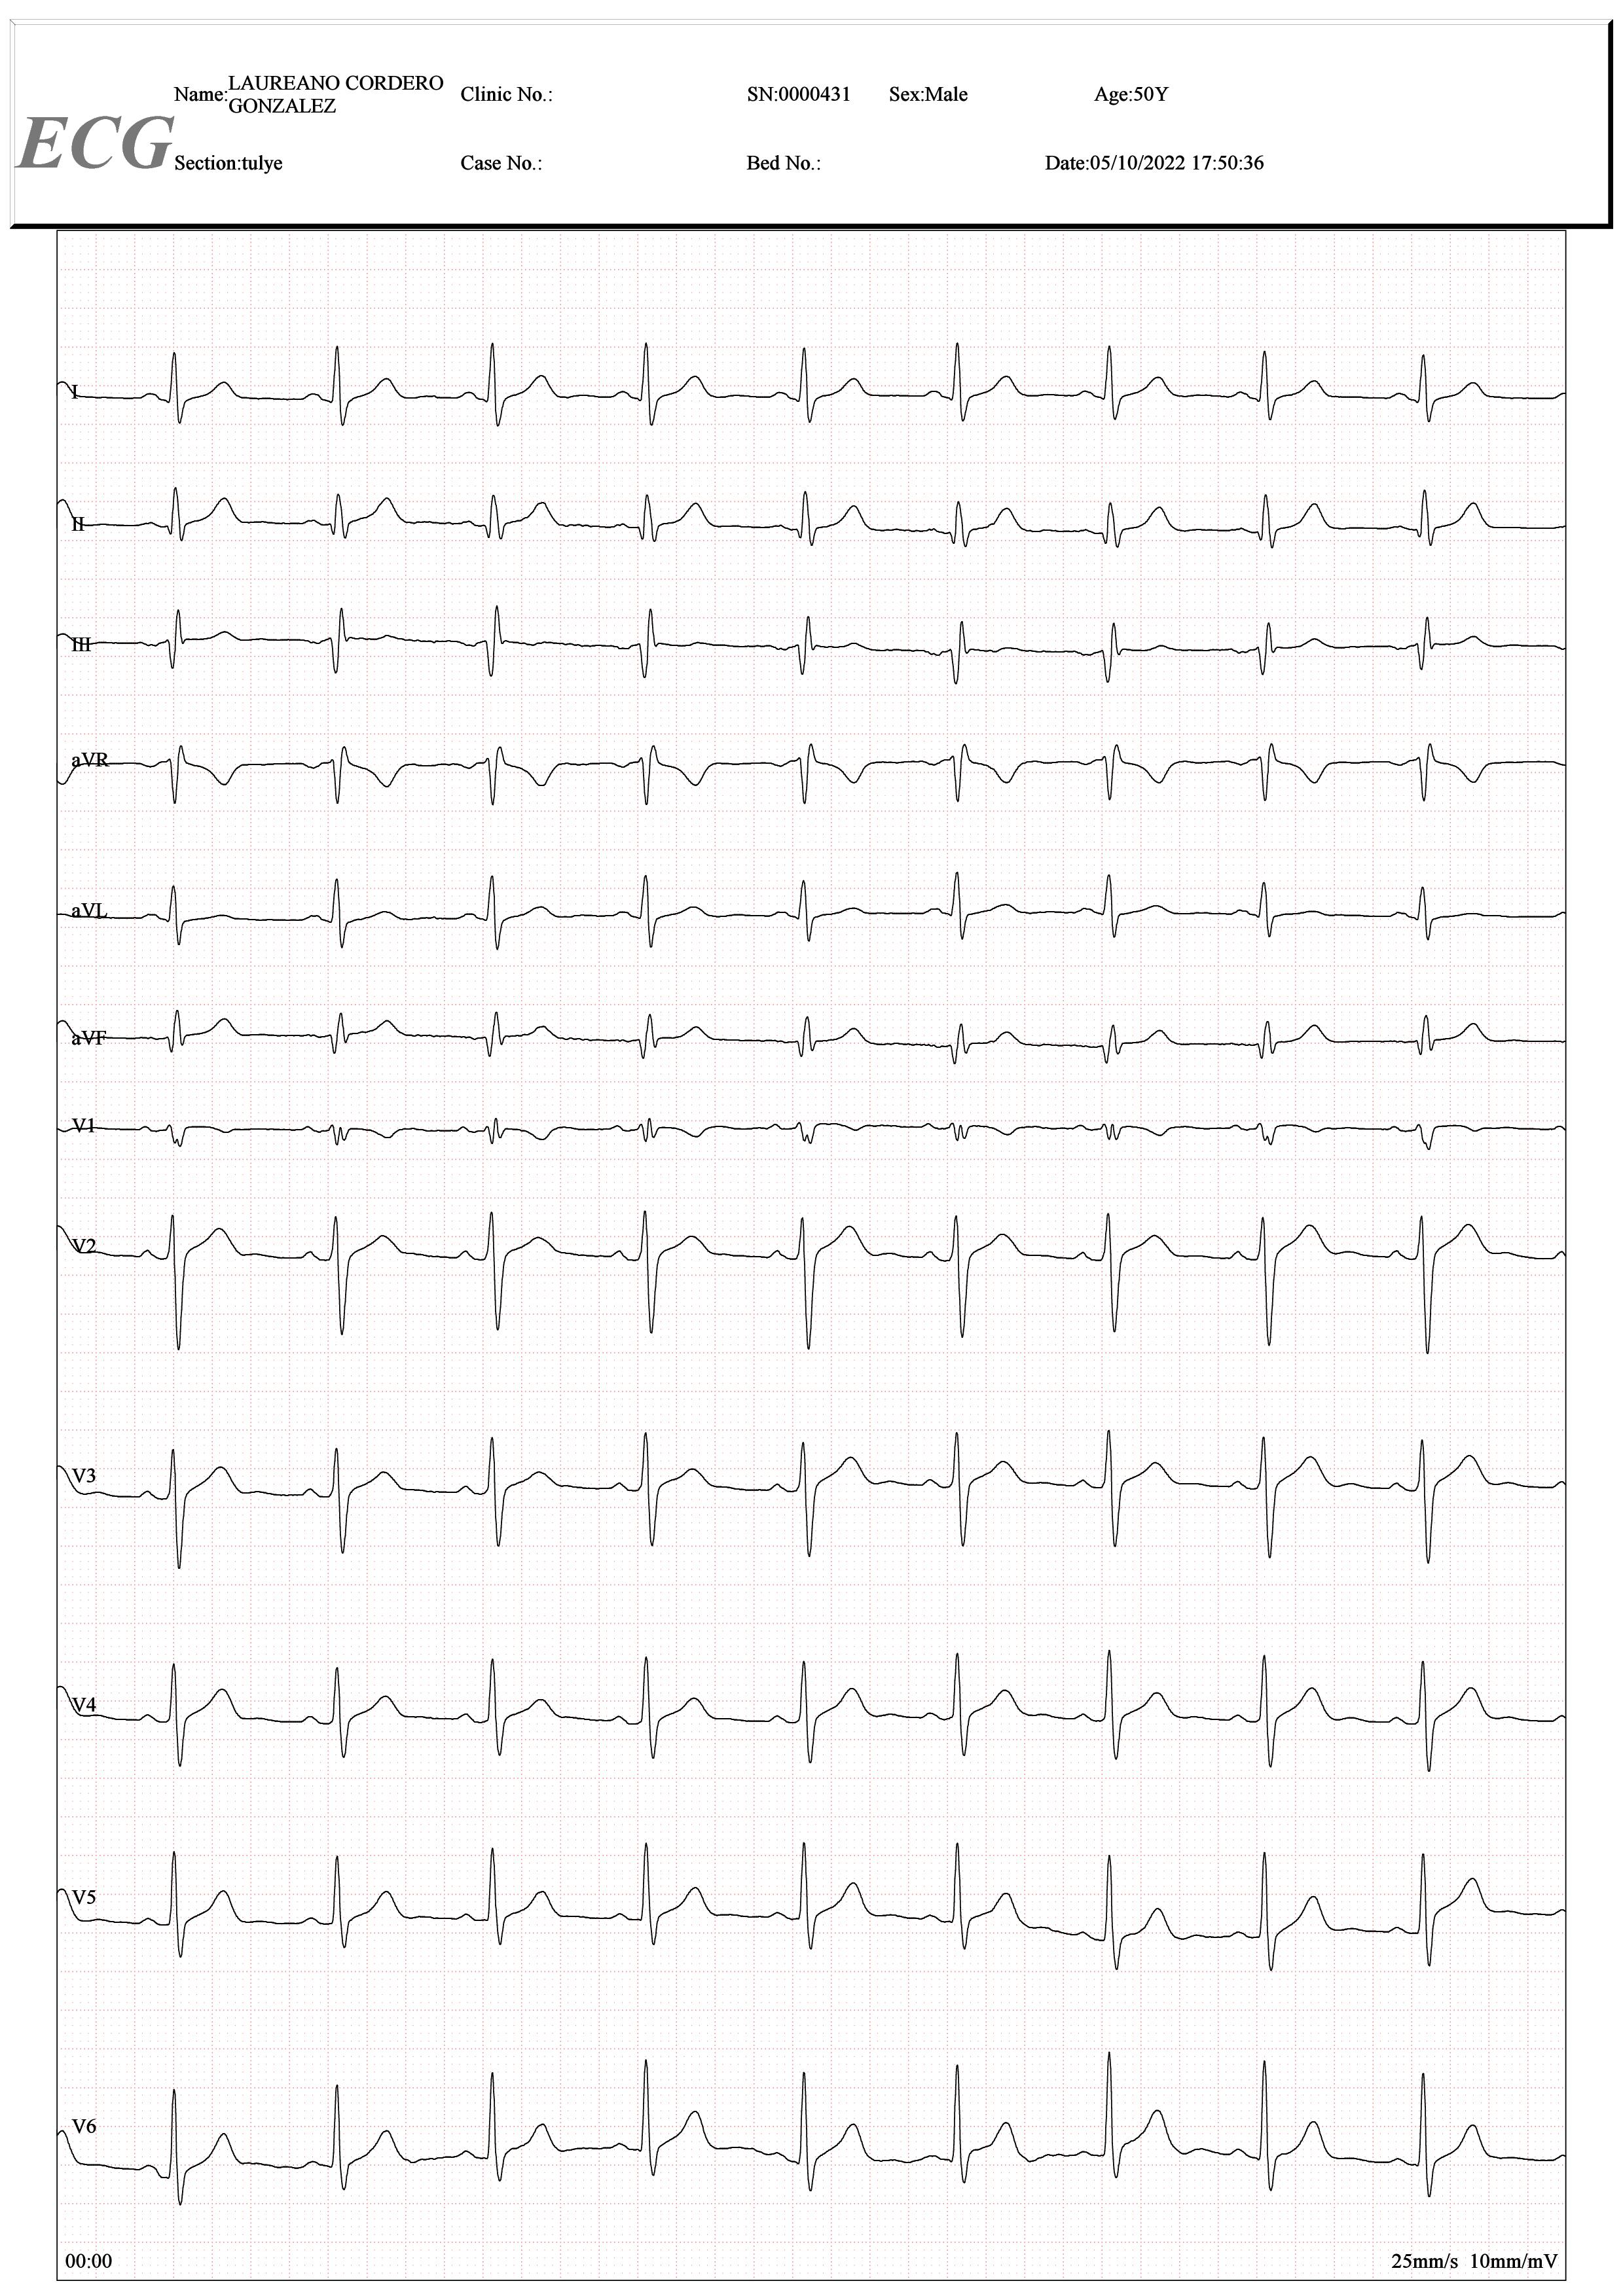 ECG
Name:LAUREANO CORDERO GONZALEZ Clinic No.: SN:0000431 Sex:Male Age:50Y
Section:tulye Case No.: Bed No.: Date:05/10/2022 17:50:36
I
II
III
aVR
aVL
aVF
V1
V2
V3
V4
V5
V6
00:00 25mm/s 10mm/mV